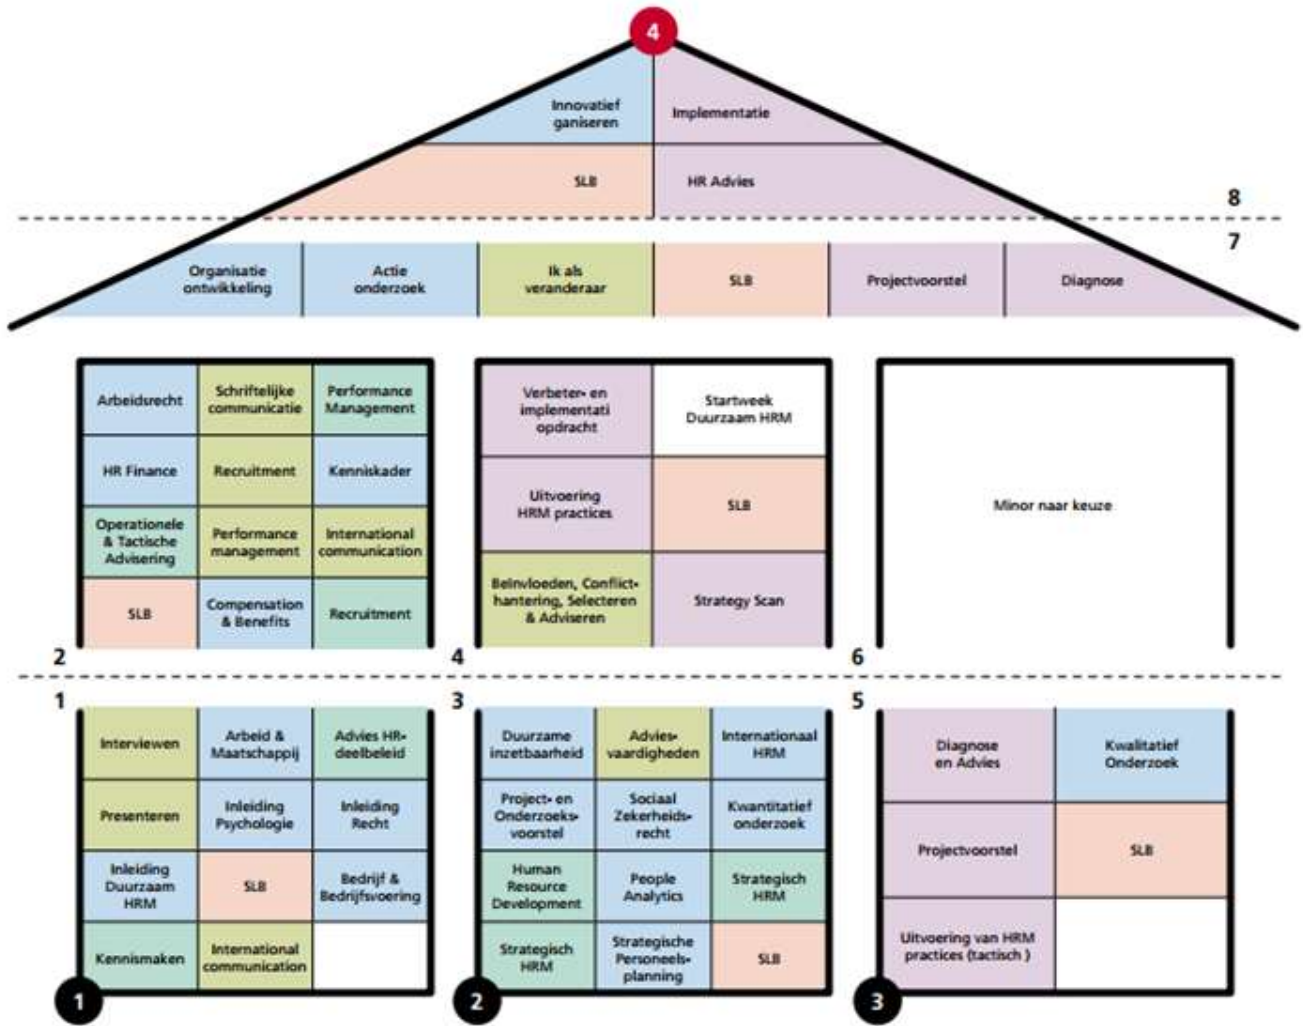 4
Innovatief
ganiseren
Implementatie
SLB
HR Advies
8
7
Organisatie
ontwikkeling
Actie
onderzoek
Ik als
veranderaar
SLB
Projectvoorstel
Diagnose
Arbeidsrecht
Schriftelijke
communicatie
Performance
Management
HR Finance
Recruitment
Kenniskader
Operationele
& Tactische
Advisering
Performance
management
International
communication
SLB
Compensation
& Benefits
Recruitment
2
Verbeter- en
implementati
opdracht
Startweek
Duurzaam HRM
Uitvoering
HRM practices
SLB
Beïnvloeden, Conflict-
hantering, Selecteren
& Adviseren
Strategy Scan
4
Minor naar keuze
6
1
Interviewen
Arbeid &
Maatschappij
Advies HR-
deelbeleid
Presenteren
Inleiding
Psychologie
Inleiding
Recht
Inleiding
Duurzaam
HRM
SLB
Bedrijf &
Bedrijfsvoering
Kennismaken
International
communication
1
3
Duurzame
inzetbaarheid
Advies-
vaardigheden
Internationaal
HRM
Project- en
Onderzoeks-
voorstel
Sociaal
Zekerheids-
recht
Kwantitatief
onderzoek
Human
Resource
Development
People
Analytics
Strategisch
HRM
Strategisch
HRM
Strategische
Personeels-
planning
SLB
2
5
Diagnose
en Advies
Kwalitatief
Onderzoek
Projectvoorstel
SLB
Uitvoering van HRM
practices (tactisch )
3